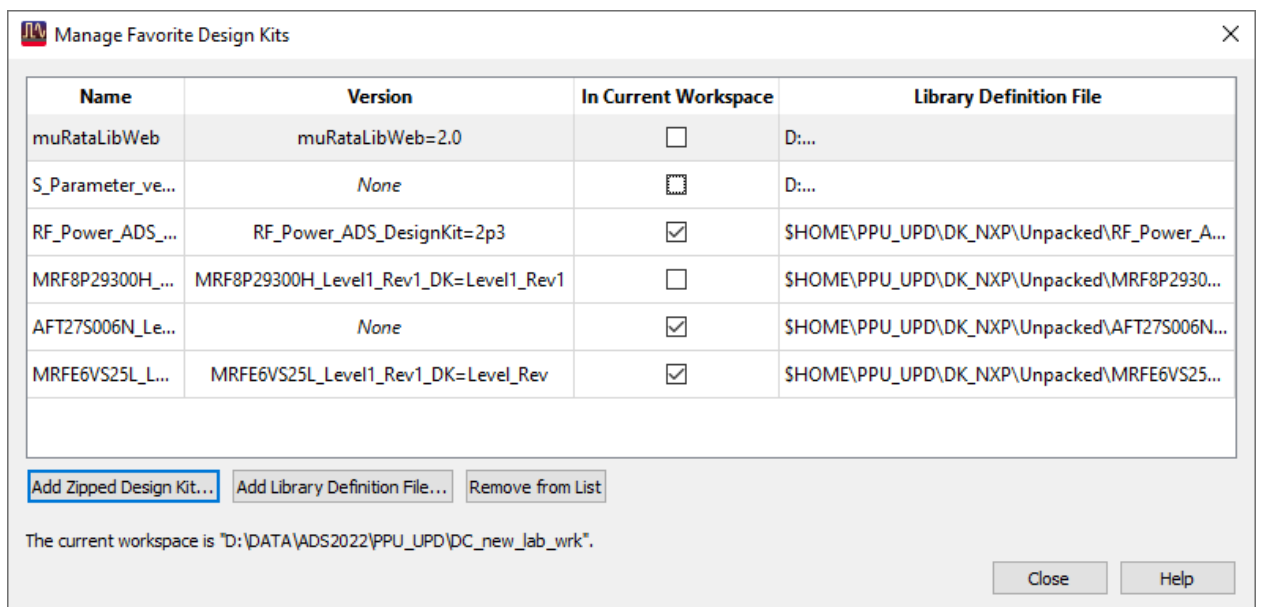 Manage Favorite Design Kits
Name Version In Current Workspace Library Definition File
muRataLibWeb muRataLibWeb=2.0 D:...
S_Parameter_ve... None D:...
RF_Power_ADS_... RF_Power_ADS_DesignKit=2p3 $HOME\PPU_UPD\DK_NXP\Unpacked\RF_Power_A...
MRF8P29300H_... MRF8P29300H_Level1_Rev1_DK=Level1_Rev1 $HOME\PPU_UPD\DK_NXP\Unpacked\MRF8P2930...
AFT27S006N_Le... None $HOME\PPU_UPD\DK_NXP\Unpacked\AFT27S006N...
MRFE6VS25L_L... MRFE6VS25L_Level1_Rev1_DK=Level_Rev $HOME\PPU_UPD\DK_NXP\Unpacked\MRFE6VS25...
Add Zipped Design Kit... Add Library Definition File... Remove from List
The current workspace is "D:\DATA\ADS2022\PPU_UPD\DC_new_lab_wrk".
Close Help